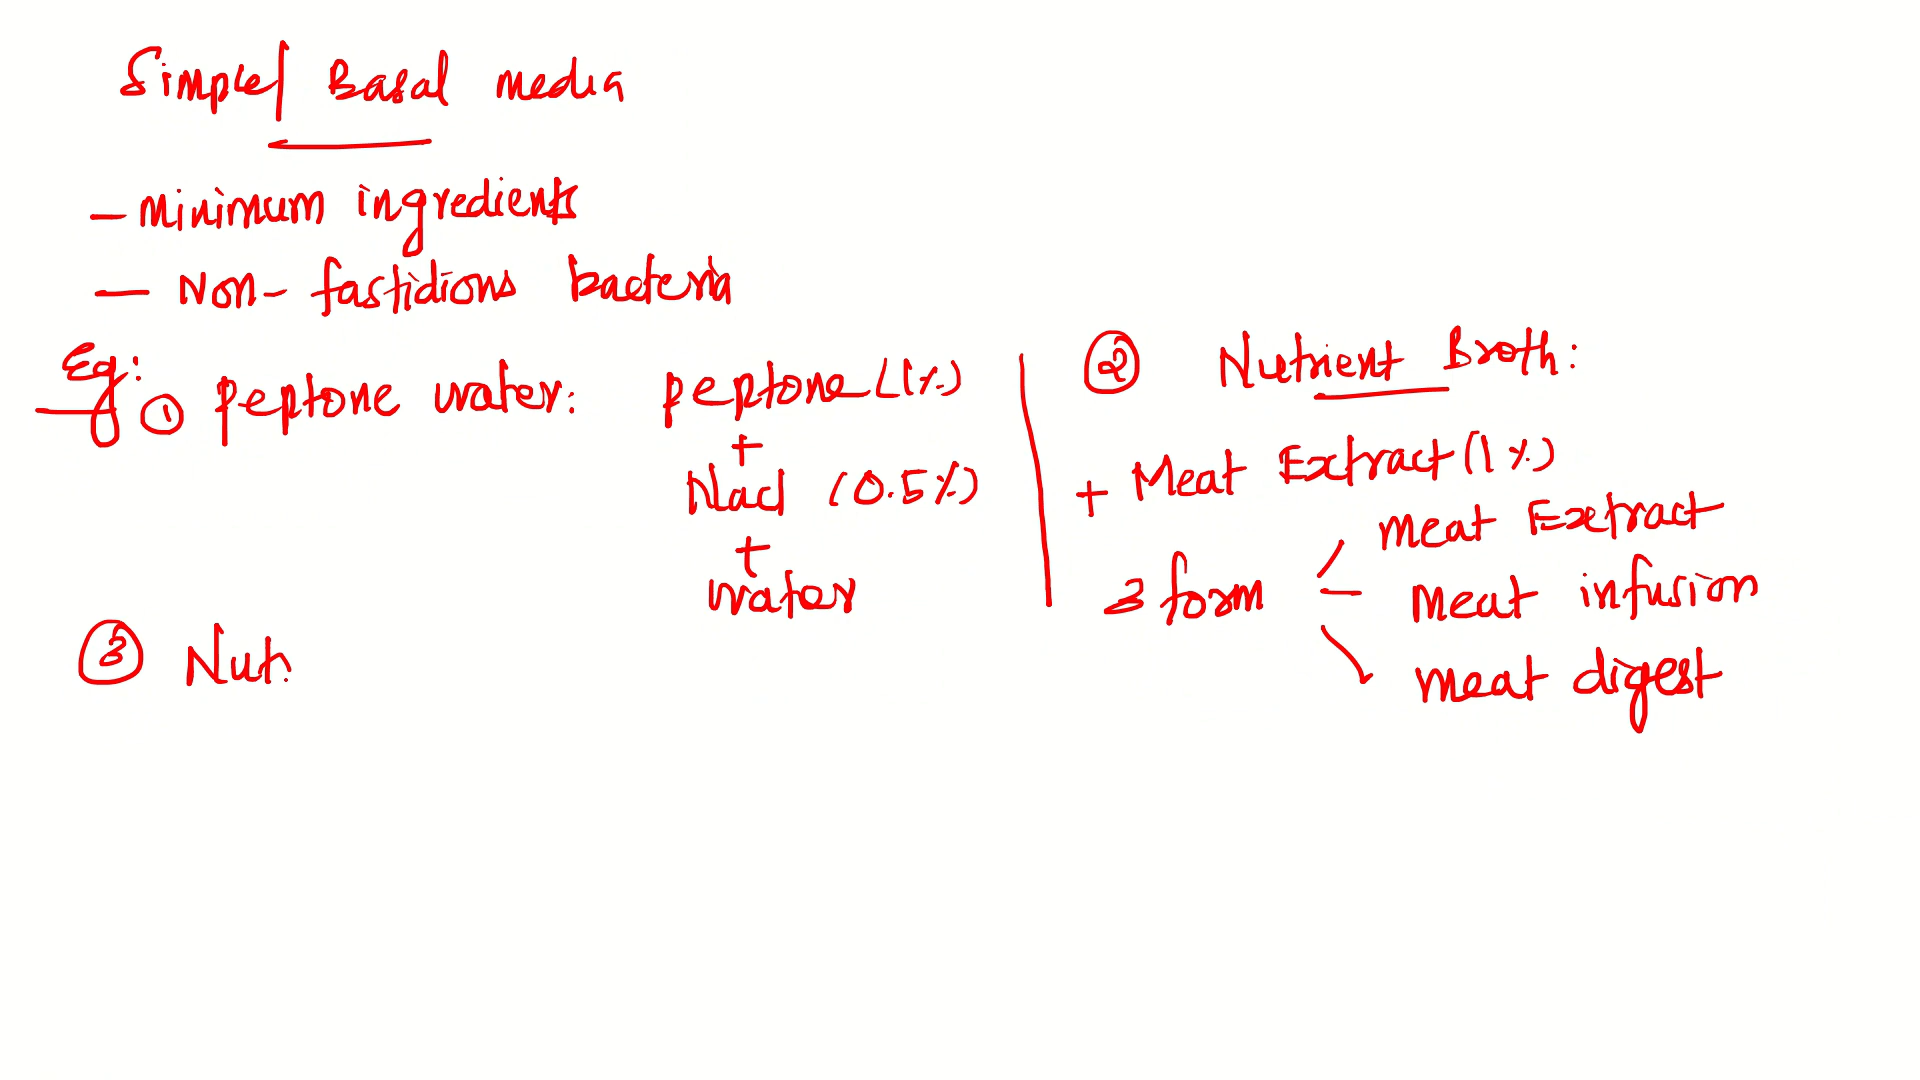 Simple/ Basal media
- Minimum ingredients
- Non-fastidious bacteria
Eg:
① Peptone water: peptone (1%)
+
Nacl (0.5%)
+
water
② Nutrient Broth:
+ Meat Extract (1%)
3 form
Meat Extract
Meat infusion
Meat digest
③ Nutr